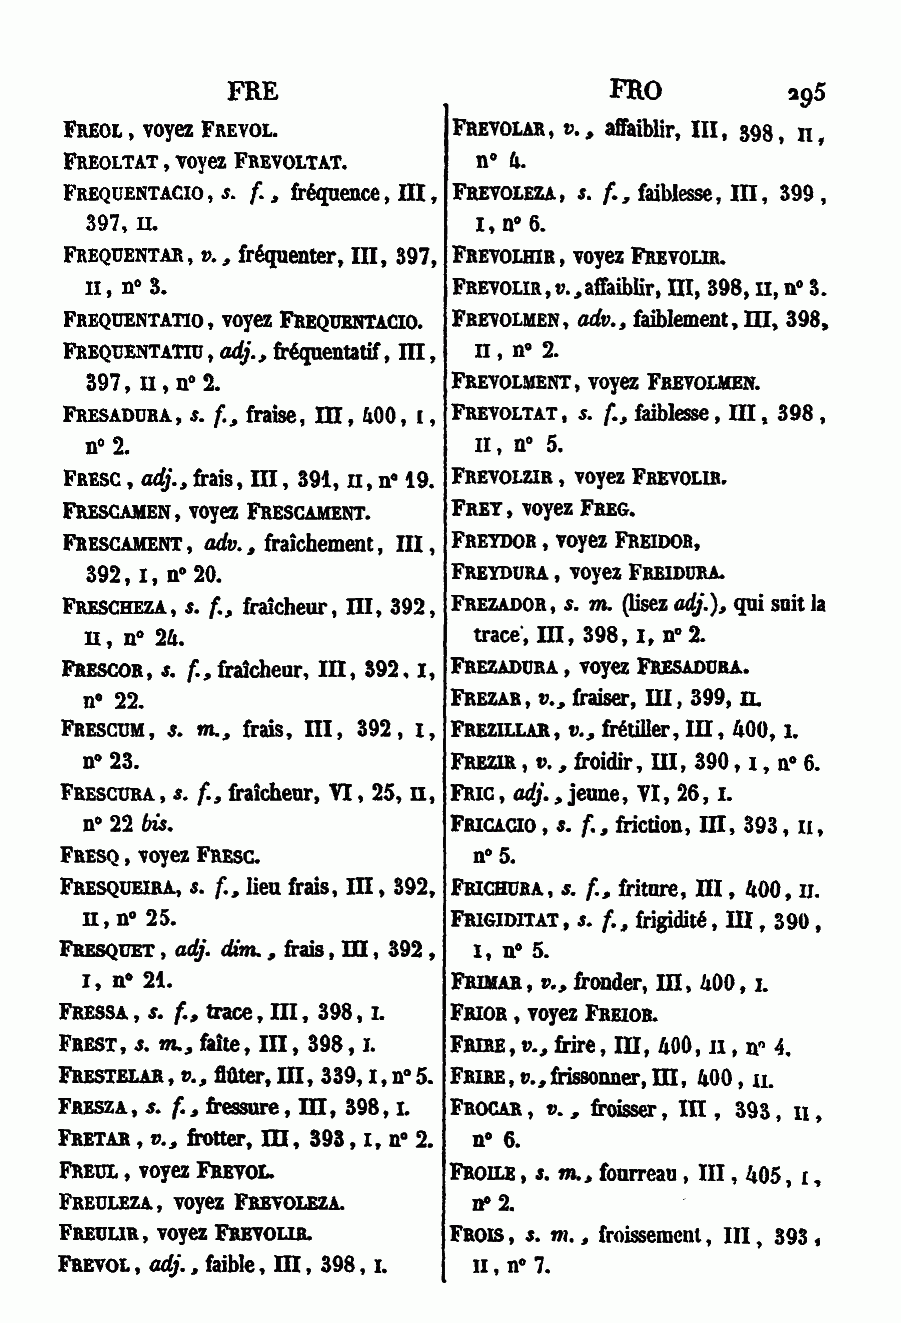 FRE
FRO
295
FREOL, voyez FREVOL.
FREOLTAT, voyez FREVOLTAT.
FREQUENTACIO, s. f., fréquence, III,
397, II.
FREQUENTAR, v., fréquenter, III, 397,
II, n° 3.
FREQUENTATIO, voyez FREQUENTACIO.
FREQUENTATIU, adj., fréquentatif, III,
397, II, n° 2.
FRESADURA, s. f., fraise, III, 400, I,
n° 2.
FRESC, adj., frais, III, 391, II, n° 19.
FRESCAMEN, voyez FRESCAMENT.
FRESCAMENT, adv., fraîchement, III,
392, I, n° 20.
FRESCHEZA, s. f., fraîcheur, III, 392,
II, n° 24.
FRESCOR, s. f., fraîcheur, III, 392, I,
n° 22.
FRESCUM, s. m., frais, III, 392, I,
n° 23.
FRESCURA, s. f., fraîcheur, VI, 25, II,
n° 22 bis.
FRESQ, voyez FRESC.
FRESQUEIRA, s. f., lieu frais, III, 392,
II, n° 25.
FRESQUET, adj. dim., frais, III, 392,
I, n° 21.
FRESSA, s. f., trace, III, 398, I.
FREST, s. m., faîte, III, 398, I.
FRESTELAR, v., flûter, III, 339, I, n° 5.
FRESZA, s. f., fressure, III, 398, I.
FRETAR, v., frotter, III, 393, I, n° 2.
FREUL, voyez FREVOL.
FREULEZA, voyez FREVOLEZA.
FREULIR, voyez FREVOLIR.
FREVOL, adj., faible, III, 398, I.
FREVOLAR, v., affaiblir, III, 398, II,
n° 4.
FREVOLEZA, s. f., faiblesse, III, 399,
I, n° 6.
FREVOLHIR, voyez FREVOLIR.
FREVOLIR, v., affaiblir, III, 398, II, n° 3.
FREVOLMEN, adv., faiblement, III, 398,
II, n° 2.
FREVOLMENT, voyez FREVOLMEN.
FREVOLTAT, s. f., faiblesse, III, 398,
II, n° 5.
FREVOLZIR, voyez FREVOLIR.
FREY, voyez FREG.
FREYDOR, voyez FREIDOR,
FREYDURA, voyez FREIDURA.
FREZADOR, s. m. (lisez adj.), qui suit la
trace, III, 398, I, n° 2.
FREZADURA, voyez FRESADURA.
FREZAR, v., fraiser, III, 399, II.
FREZILLAR, v., frétiller, III, 400, I.
FREZIR, v., froidir, III, 390, I, n° 6.
FRIC, adj., jeune, VI, 26, I.
FRICACIO, s. f., friction, III, 393, II,
n° 5.
FRICHURA, s. f., friture, III, 400, II.
FRIGIDITAT, s. f., frigidité, III, 390,
I, n° 5.
FRIMAR, v., fronder, III, 400, I.
FRIOR, voyez FREIOR.
FRIRE, v., frire, III, 400, II, n° 4.
FRIRE, v., frissonner, III, 400, II.
FROCAR, v., froisser, III, 393, II,
n° 6.
FROILE, s. m., fourreau, III, 405, I,
n° 2.
FROIS, s. m., froissement, III, 393,
II, n° 7.